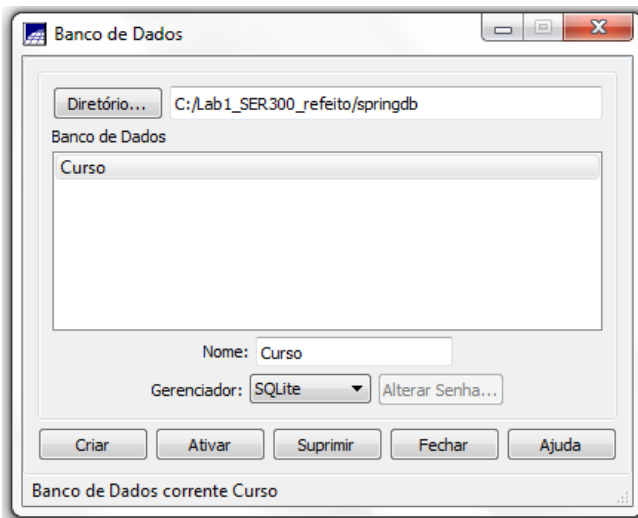 Banco de Dados
Diretório... C:/Lab1_SER300_refeito/springdb
Banco de Dados
Curso
Nome: Curso
Gerenciador: SQLite Alterar Senha...
Criar Ativar Suprimir Fechar Ajuda
Banco de Dados corrente Curso